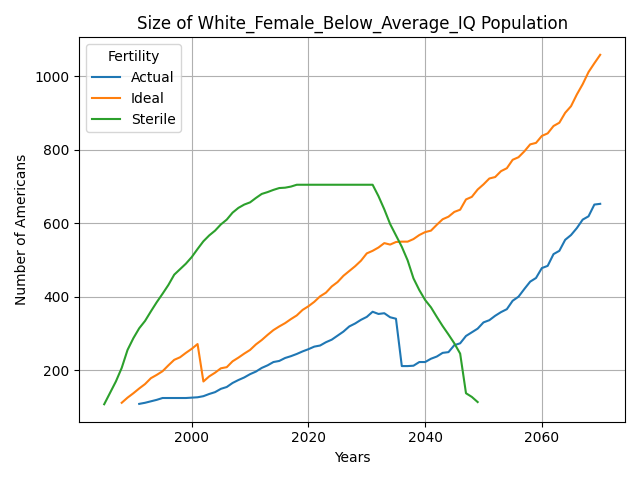 Size of White_Female_Below_Average_IQ Population
Fertility
Actual
Ideal
Sterile
Number of Americans
1000
800
600
400
200
2000
2020
2040
2060
Years